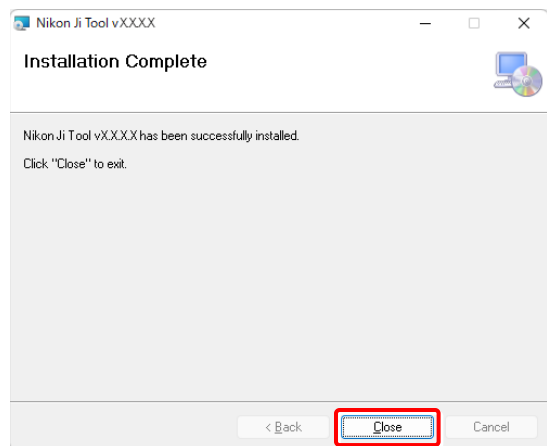 Nikon Ji Tool vXXXX
Installation Complete
Nikon Ji Tool vX.X.X.X has been successfully installed.
Click "Close" to exit.
< Back Close Cancel